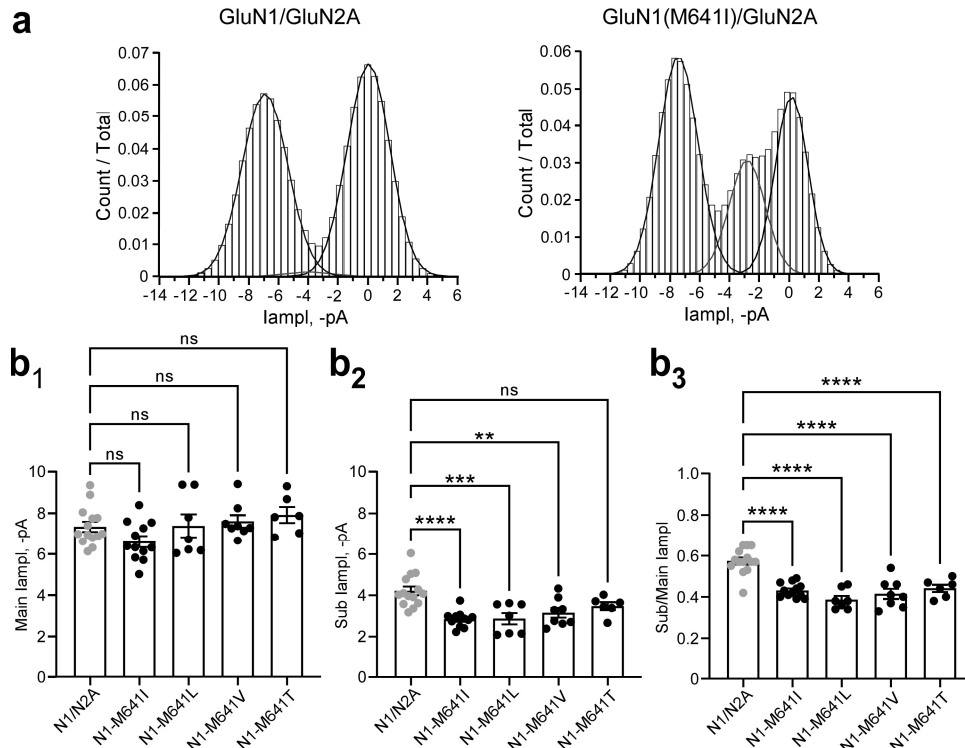 a
GluN1/GluN2A
GluN1(M641I)/GluN2A
Count / Total
0.07
0.06
0.05
0.04
0.03
0.02
0.01
0
-14 -12 -10 -8 -6 -4 -2 0 2 4 6
Iampl, -pA
Count / Total
0.06
0.05
0.04
0.03
0.02
0.01
0
-14 -12 -10 -8 -6 -4 -2 0 2 4 6
Iampl, -pA
b1
ns
ns
ns
ns
Main Iampl, -pA
10
8
6
4
2
0
N1/N2A
N1-M641I
N1-M641L
N1-M641V
N1-M641T
b2
ns
**
***
****
Sub Iampl, -pA
10
8
6
4
2
0
N1/N2A
N1-M641I
N1-M641L
N1-M641V
N1-M641T
b3
****
****
****
****
Sub/Main Iampl
1.0
0.8
0.6
0.4
0.2
0
N1/N2A
N1-M641I
N1-M641L
N1-M641V
N1-M641T